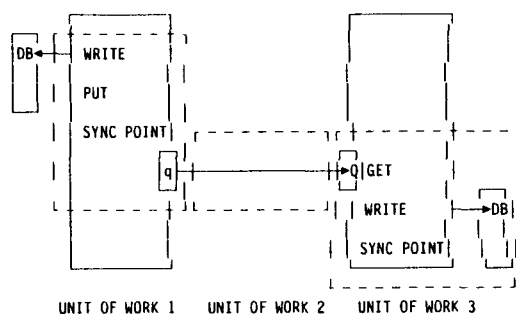 DB WRITE
PUT
SYNC POINT
q Q GET
WRITE DB
SYNC POINT
UNIT OF WORK 1 UNIT OF WORK 2 UNIT OF WORK 3